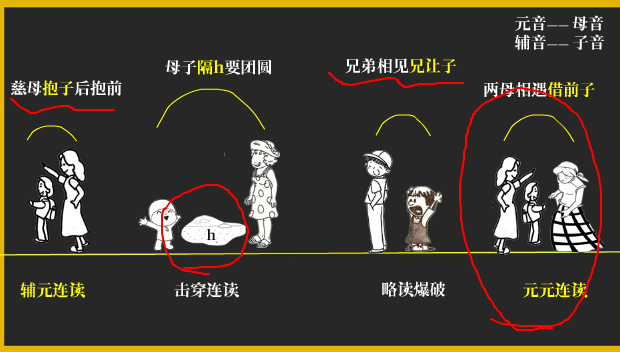 元音——母音
辅音——子音
慈母抱子后抱前
母子隔h要团圆
兄弟相见兄让子
两母相遇借前子
h
辅元连读
击穿连读
略读爆破
元元连读